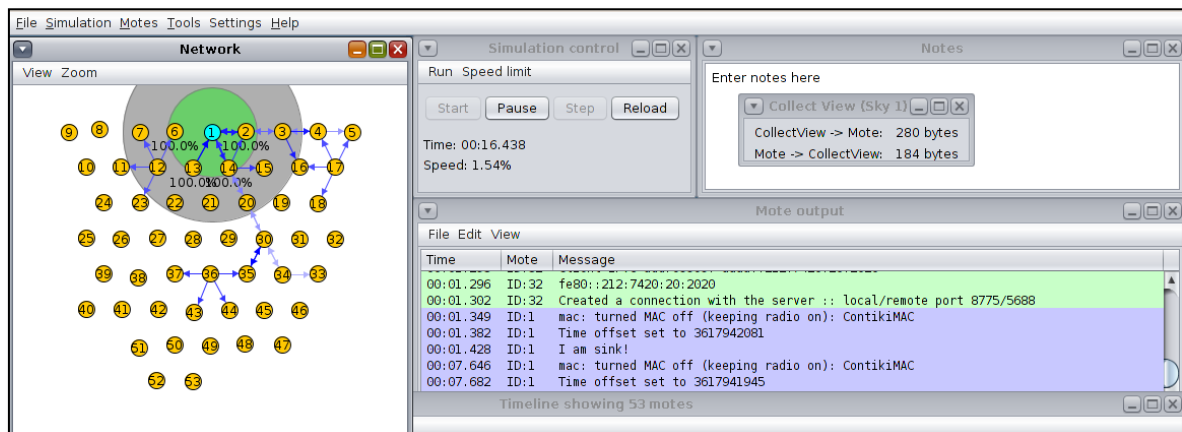 File Simulation Motes Tools Settings Help
Network
View Zoom
9 8 7 6 1 2 3 4 5
100.0% 100.0%
10 11 12 13 14 15 16 17
100.0% 100.0%
24 23 22 21 20 19 18
25 26 27 28 29 30 31 32
39 38 37 36 35 34 33
40 41 42 43 44 45 46
51 50 49 48 47
52 53
Simulation control
Run Speed limit
Start Pause Step Reload
Time: 00:16.438
Speed: 1.54%
Notes
Enter notes here
Collect View (Sky 1)
CollectView -> Mote: 280 bytes
Mote -> CollectView: 184 bytes
Mote output
File Edit View
Time Mote Message
00:01.296 ID:32 fe80::212:7420:20:2020
00:01.302 ID:32 Created a connection with the server :: local/remote port 8775/5688
00:01.349 ID:1 mac: turned MAC off (keeping radio on): ContikiMAC
00:01.382 ID:1 Time offset set to 3617942081
00:01.428 ID:1 I am sink!
00:07.646 ID:1 mac: turned MAC off (keeping radio on): ContikiMAC
00:07.682 ID:1 Time offset set to 3617941945
Timeline showing 53 motes